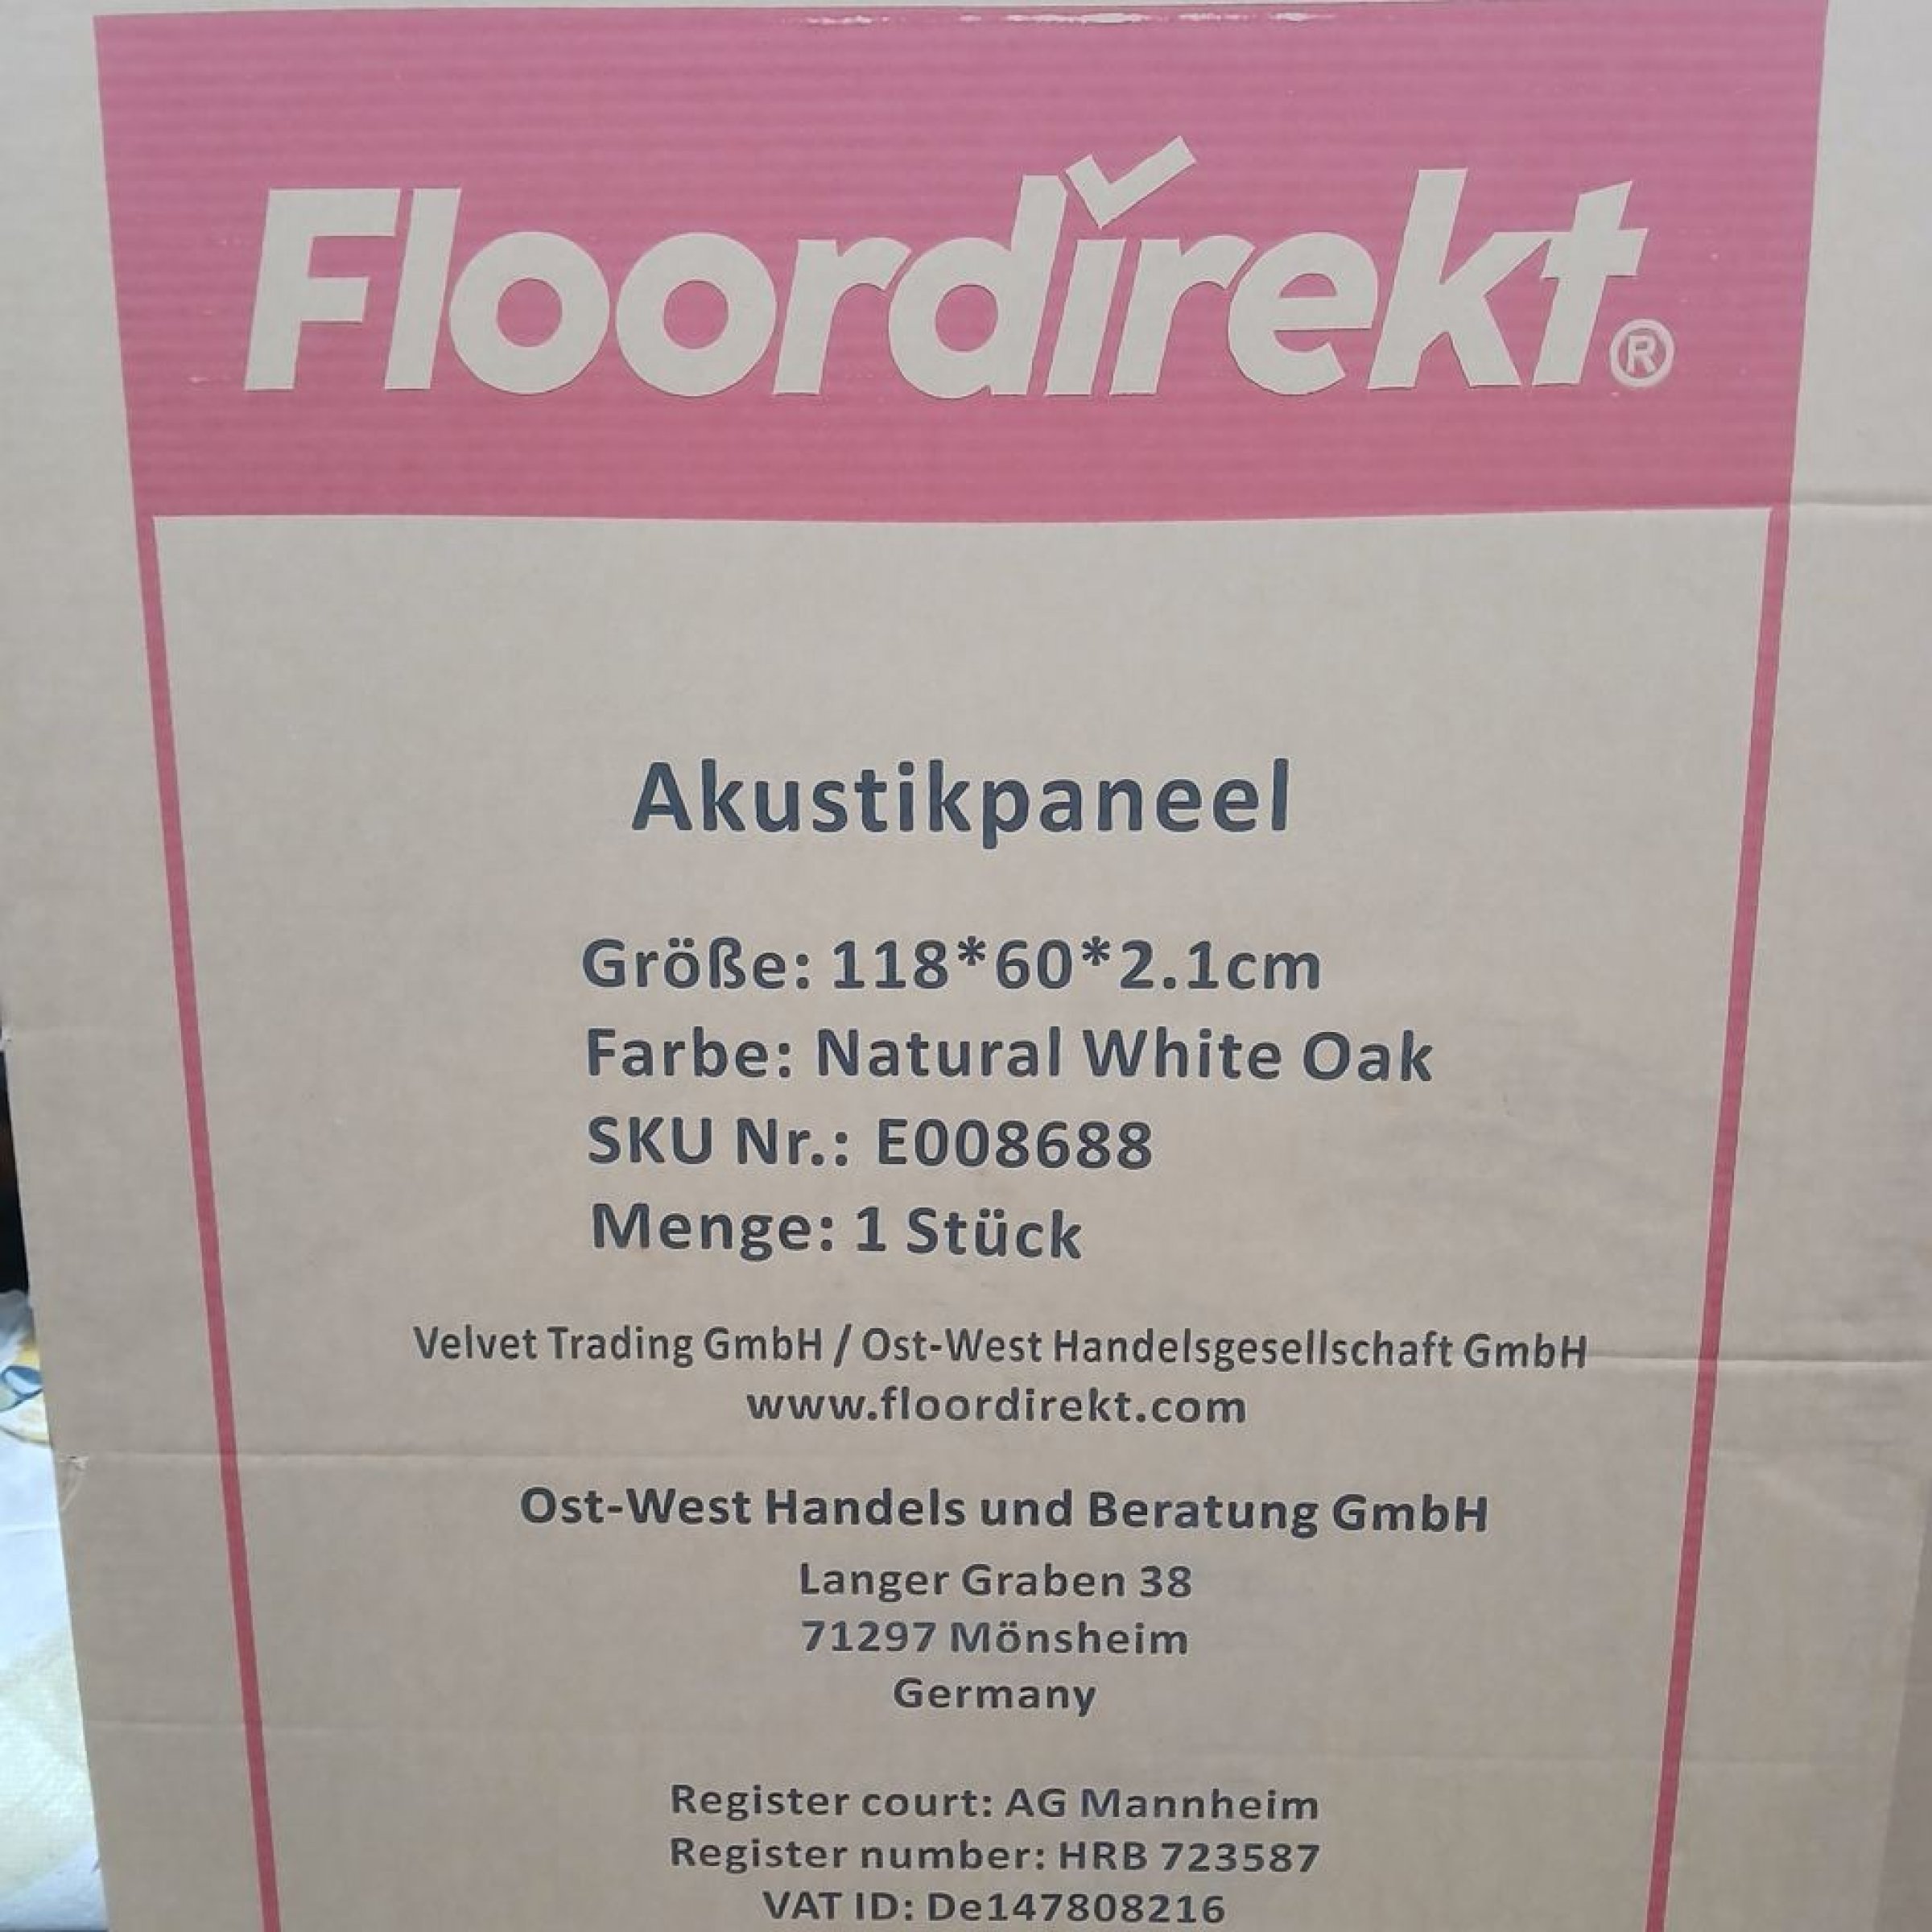 Floordirekt®
Akustikpaneel
Größe: 118*60*2.1cm
Farbe: Natural White Oak
SKU Nr.: E008688
Menge: 1 Stück
Velvet Trading GmbH / Ost-West Handelsgesellschaft GmbH
www.floordirekt.com
Ost-West Handels und Beratung GmbH
Langer Graben 38
71297 Mönsheim
Germany
Register court: AG Mannheim
Register number: HRB 723587
VAT ID: De147808216